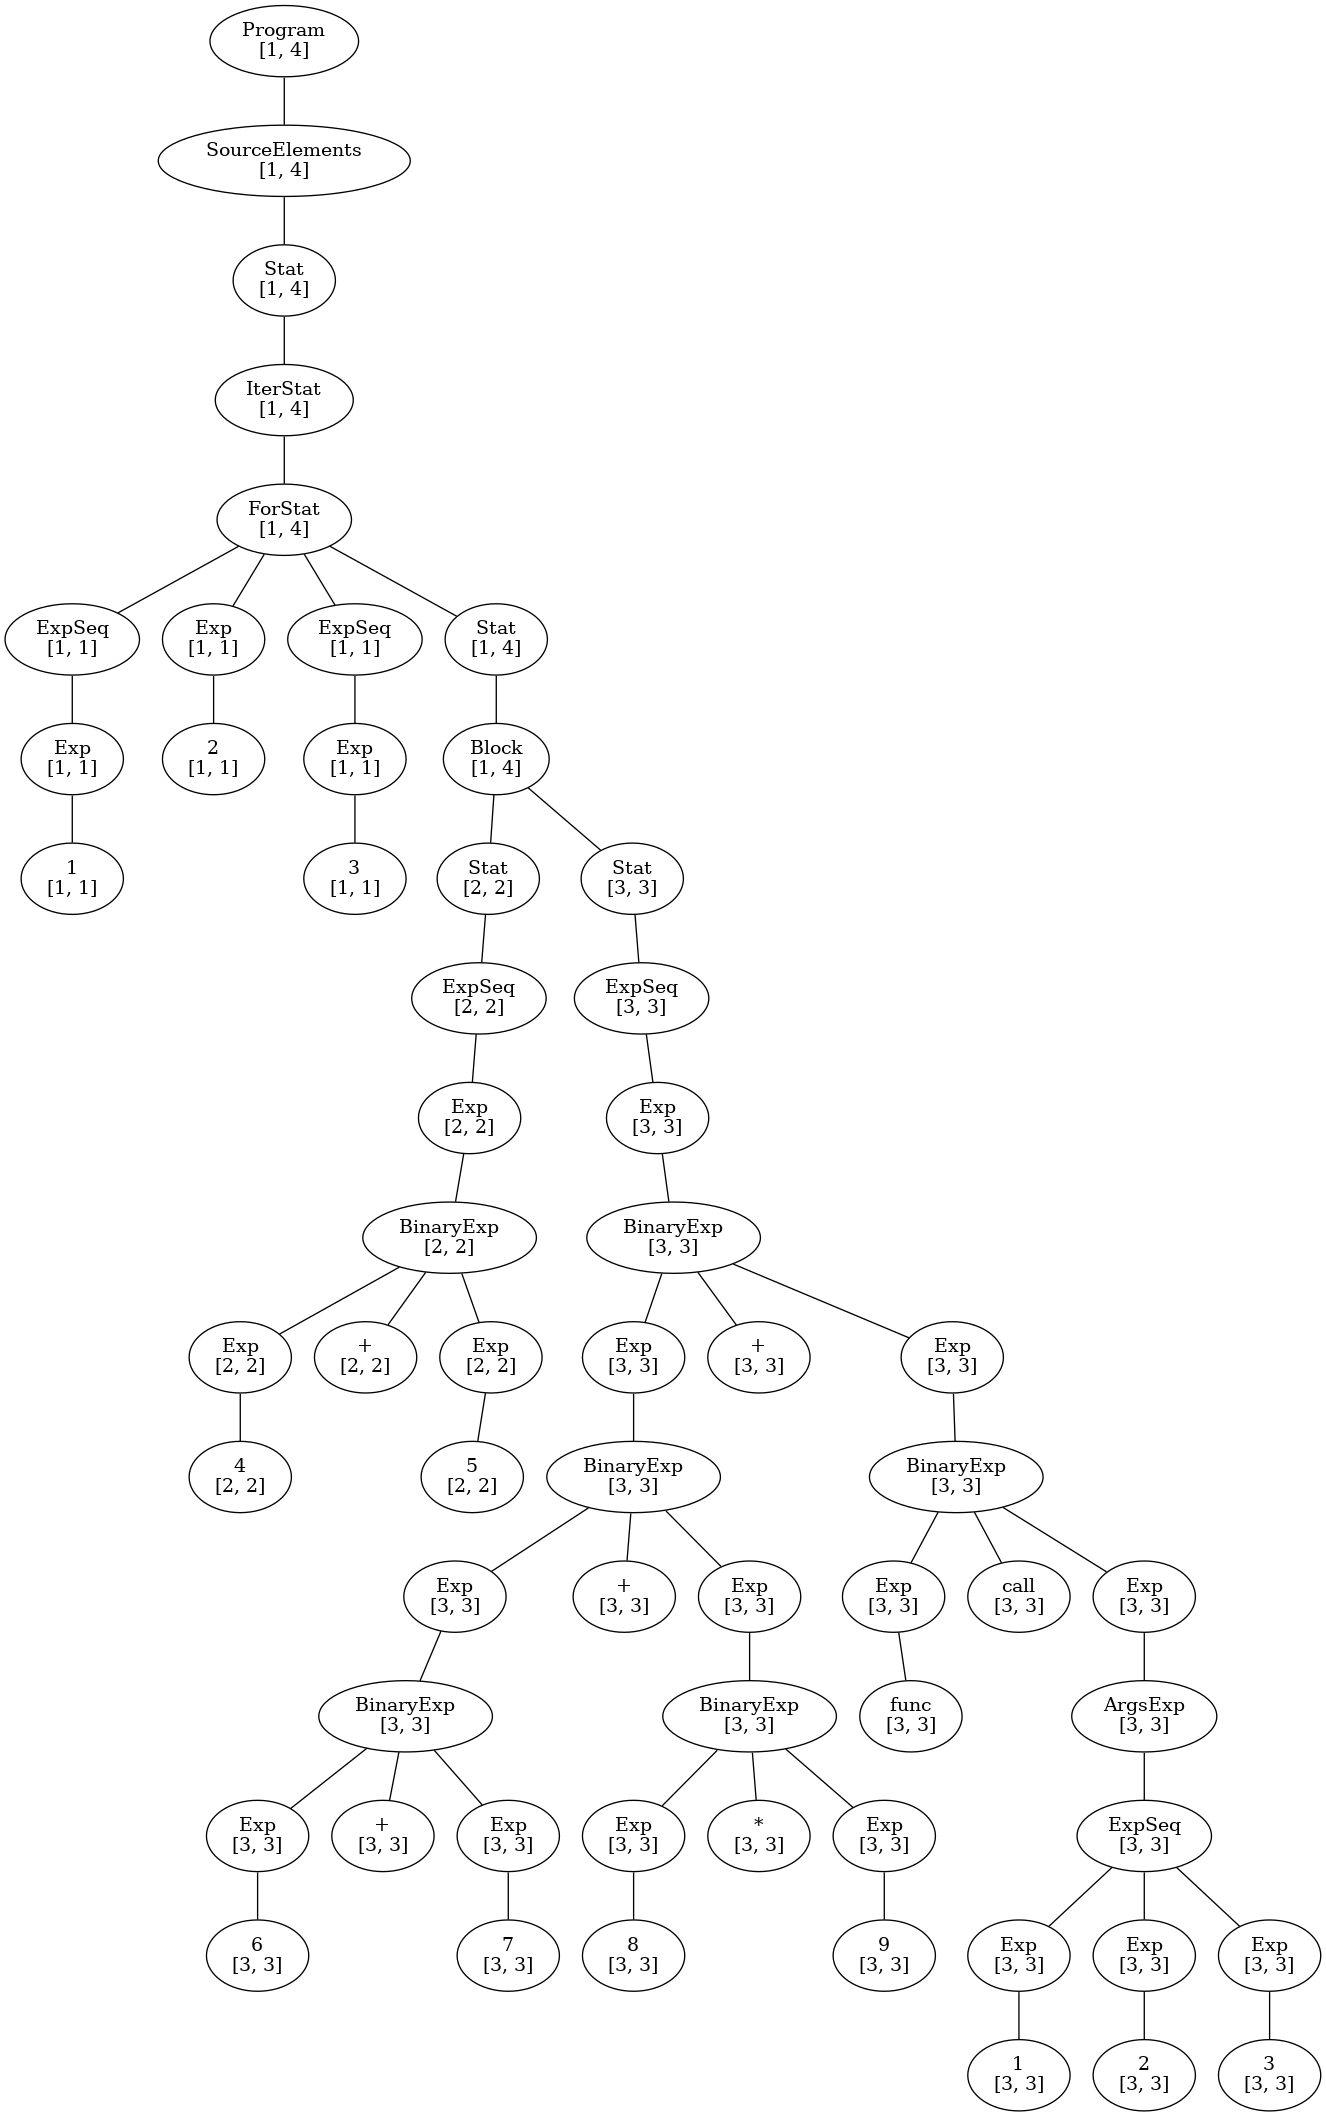 Program
[1, 4]
SourceElements
[1, 4]
Stat
[1, 4]
IterStat
[1, 4]
ForStat
[1, 4]
ExpSeq
[1, 1]
Exp
[1, 1]
ExpSeq
[1, 1]
Stat
[1, 4]
Exp
[1, 1]
2
[1, 1]
Exp
[1, 1]
Block
[1, 4]
1
[1, 1]
3
[1, 1]
Stat
[2, 2]
Stat
[3, 3]
ExpSeq
[2, 2]
ExpSeq
[3, 3]
Exp
[2, 2]
Exp
[3, 3]
BinaryExp
[2, 2]
BinaryExp
[3, 3]
Exp
[2, 2]
+
[2, 2]
Exp
[2, 2]
Exp
[3, 3]
+
[3, 3]
Exp
[3, 3]
4
[2, 2]
5
[2, 2]
BinaryExp
[3, 3]
BinaryExp
[3, 3]
Exp
[3, 3]
+
[3, 3]
Exp
[3, 3]
Exp
[3, 3]
call
[3, 3]
Exp
[3, 3]
BinaryExp
[3, 3]
BinaryExp
[3, 3]
func
[3, 3]
ArgsExp
[3, 3]
Exp
[3, 3]
+
[3, 3]
Exp
[3, 3]
Exp
[3, 3]
*
[3, 3]
Exp
[3, 3]
ExpSeq
[3, 3]
6
[3, 3]
7
[3, 3]
8
[3, 3]
9
[3, 3]
Exp
[3, 3]
Exp
[3, 3]
Exp
[3, 3]
1
[3, 3]
2
[3, 3]
3
[3, 3]